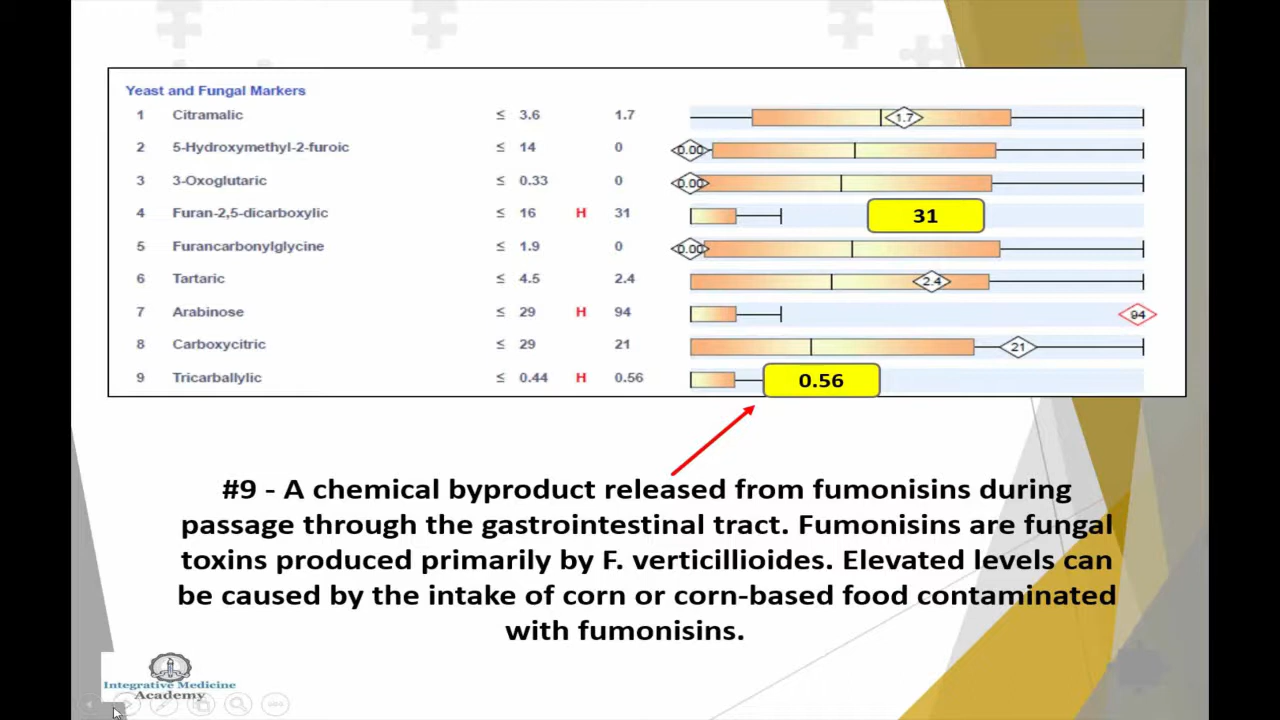 Yeast and Fungal Markers
1 Citramalic ≤ 3.6 1.7 1.7
2 5-Hydroxymethyl-2-furoic ≤ 14 0 0.00
3 3-Oxoglutaric ≤ 0.33 0 0.00
4 Furan-2,5-dicarboxylic ≤ 16 H 31 31
5 Furancarbonylglycine ≤ 1.9 0 0.00
6 Tartaric ≤ 4.5 2.4 2.4
7 Arabinose ≤ 29 H 94 94
8 Carboxycitric ≤ 29 21 21
9 Tricarballylic ≤ 0.44 H 0.56 0.56
#9 - A chemical byproduct released from fumonisins during
passage through the gastrointestinal tract. Fumonisins are fungal
toxins produced primarily by F. verticillioides. Elevated levels can
be caused by the intake of corn or corn-based food contaminated
with fumonisins.
Integrative Medicine
Academy